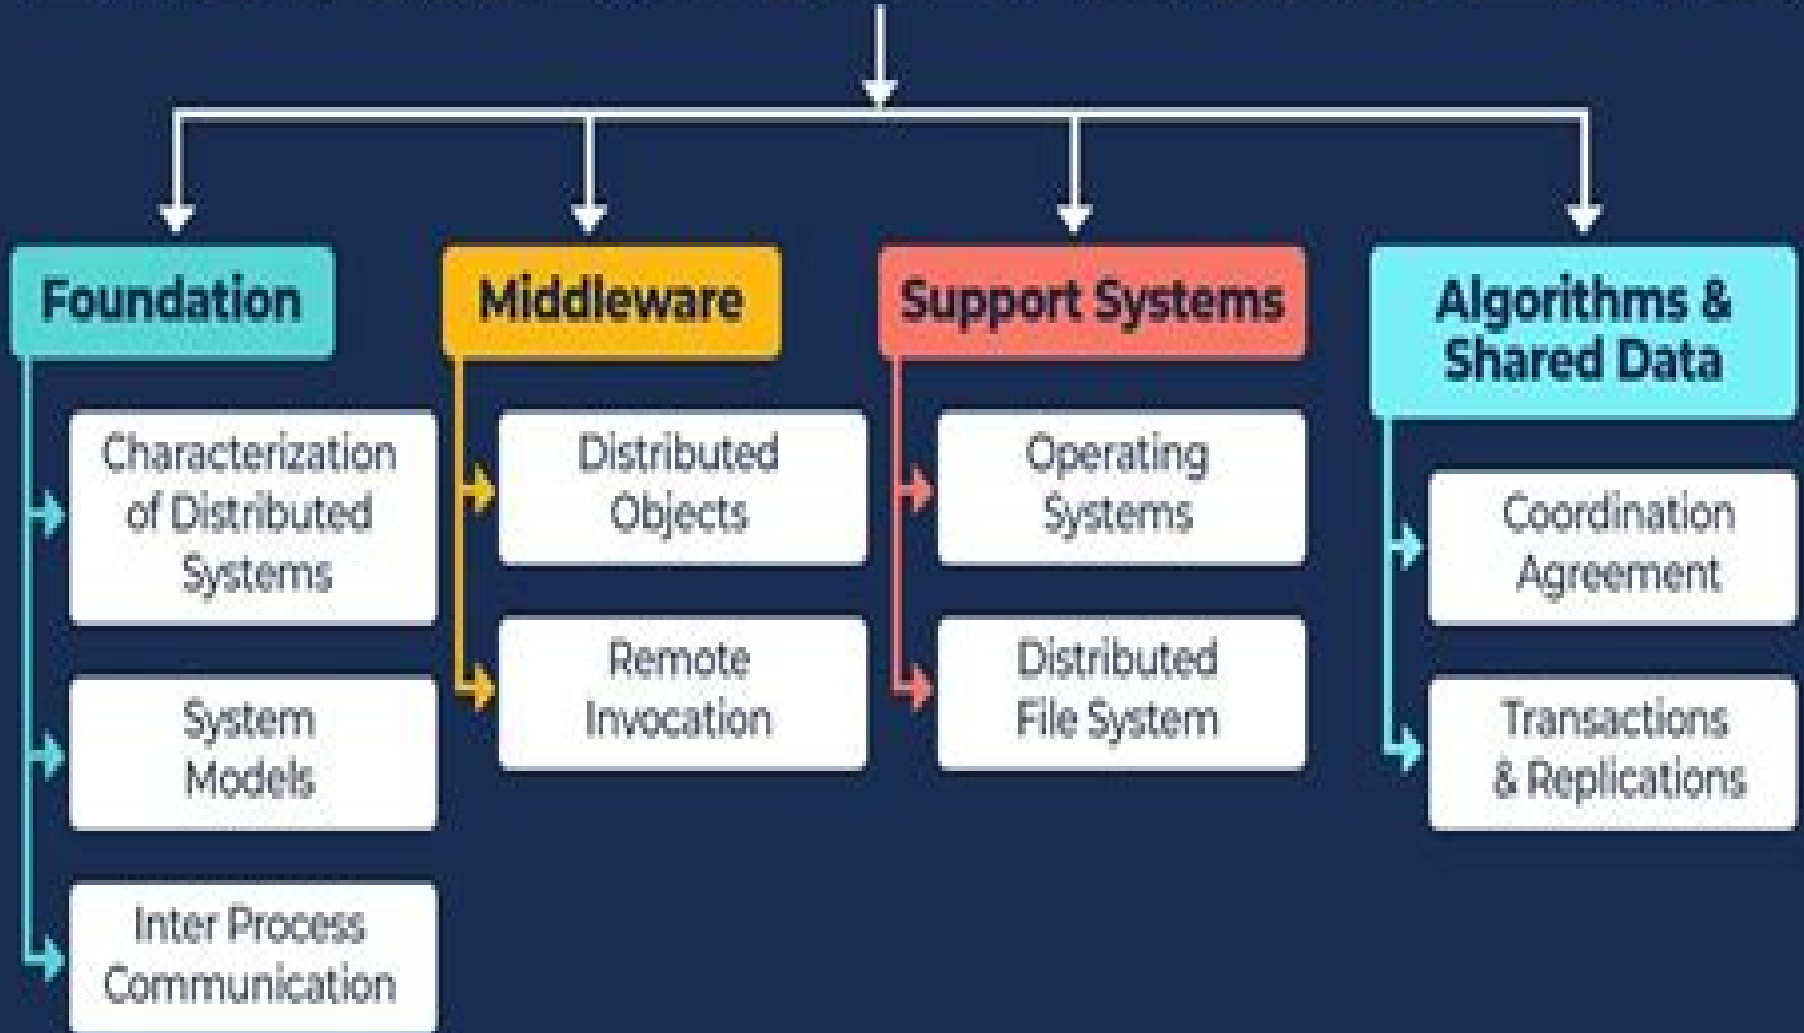 Foundation
Characterization
of Distributed
Systems
System
Models
Inter Process
Communication
Middleware
Distributed
Objects
Remote
Invocation
Support Systems
Operating
Systems
Distributed
File System
Algorithms &
Shared Data
Coordination
Agreement
Transactions
& Replications